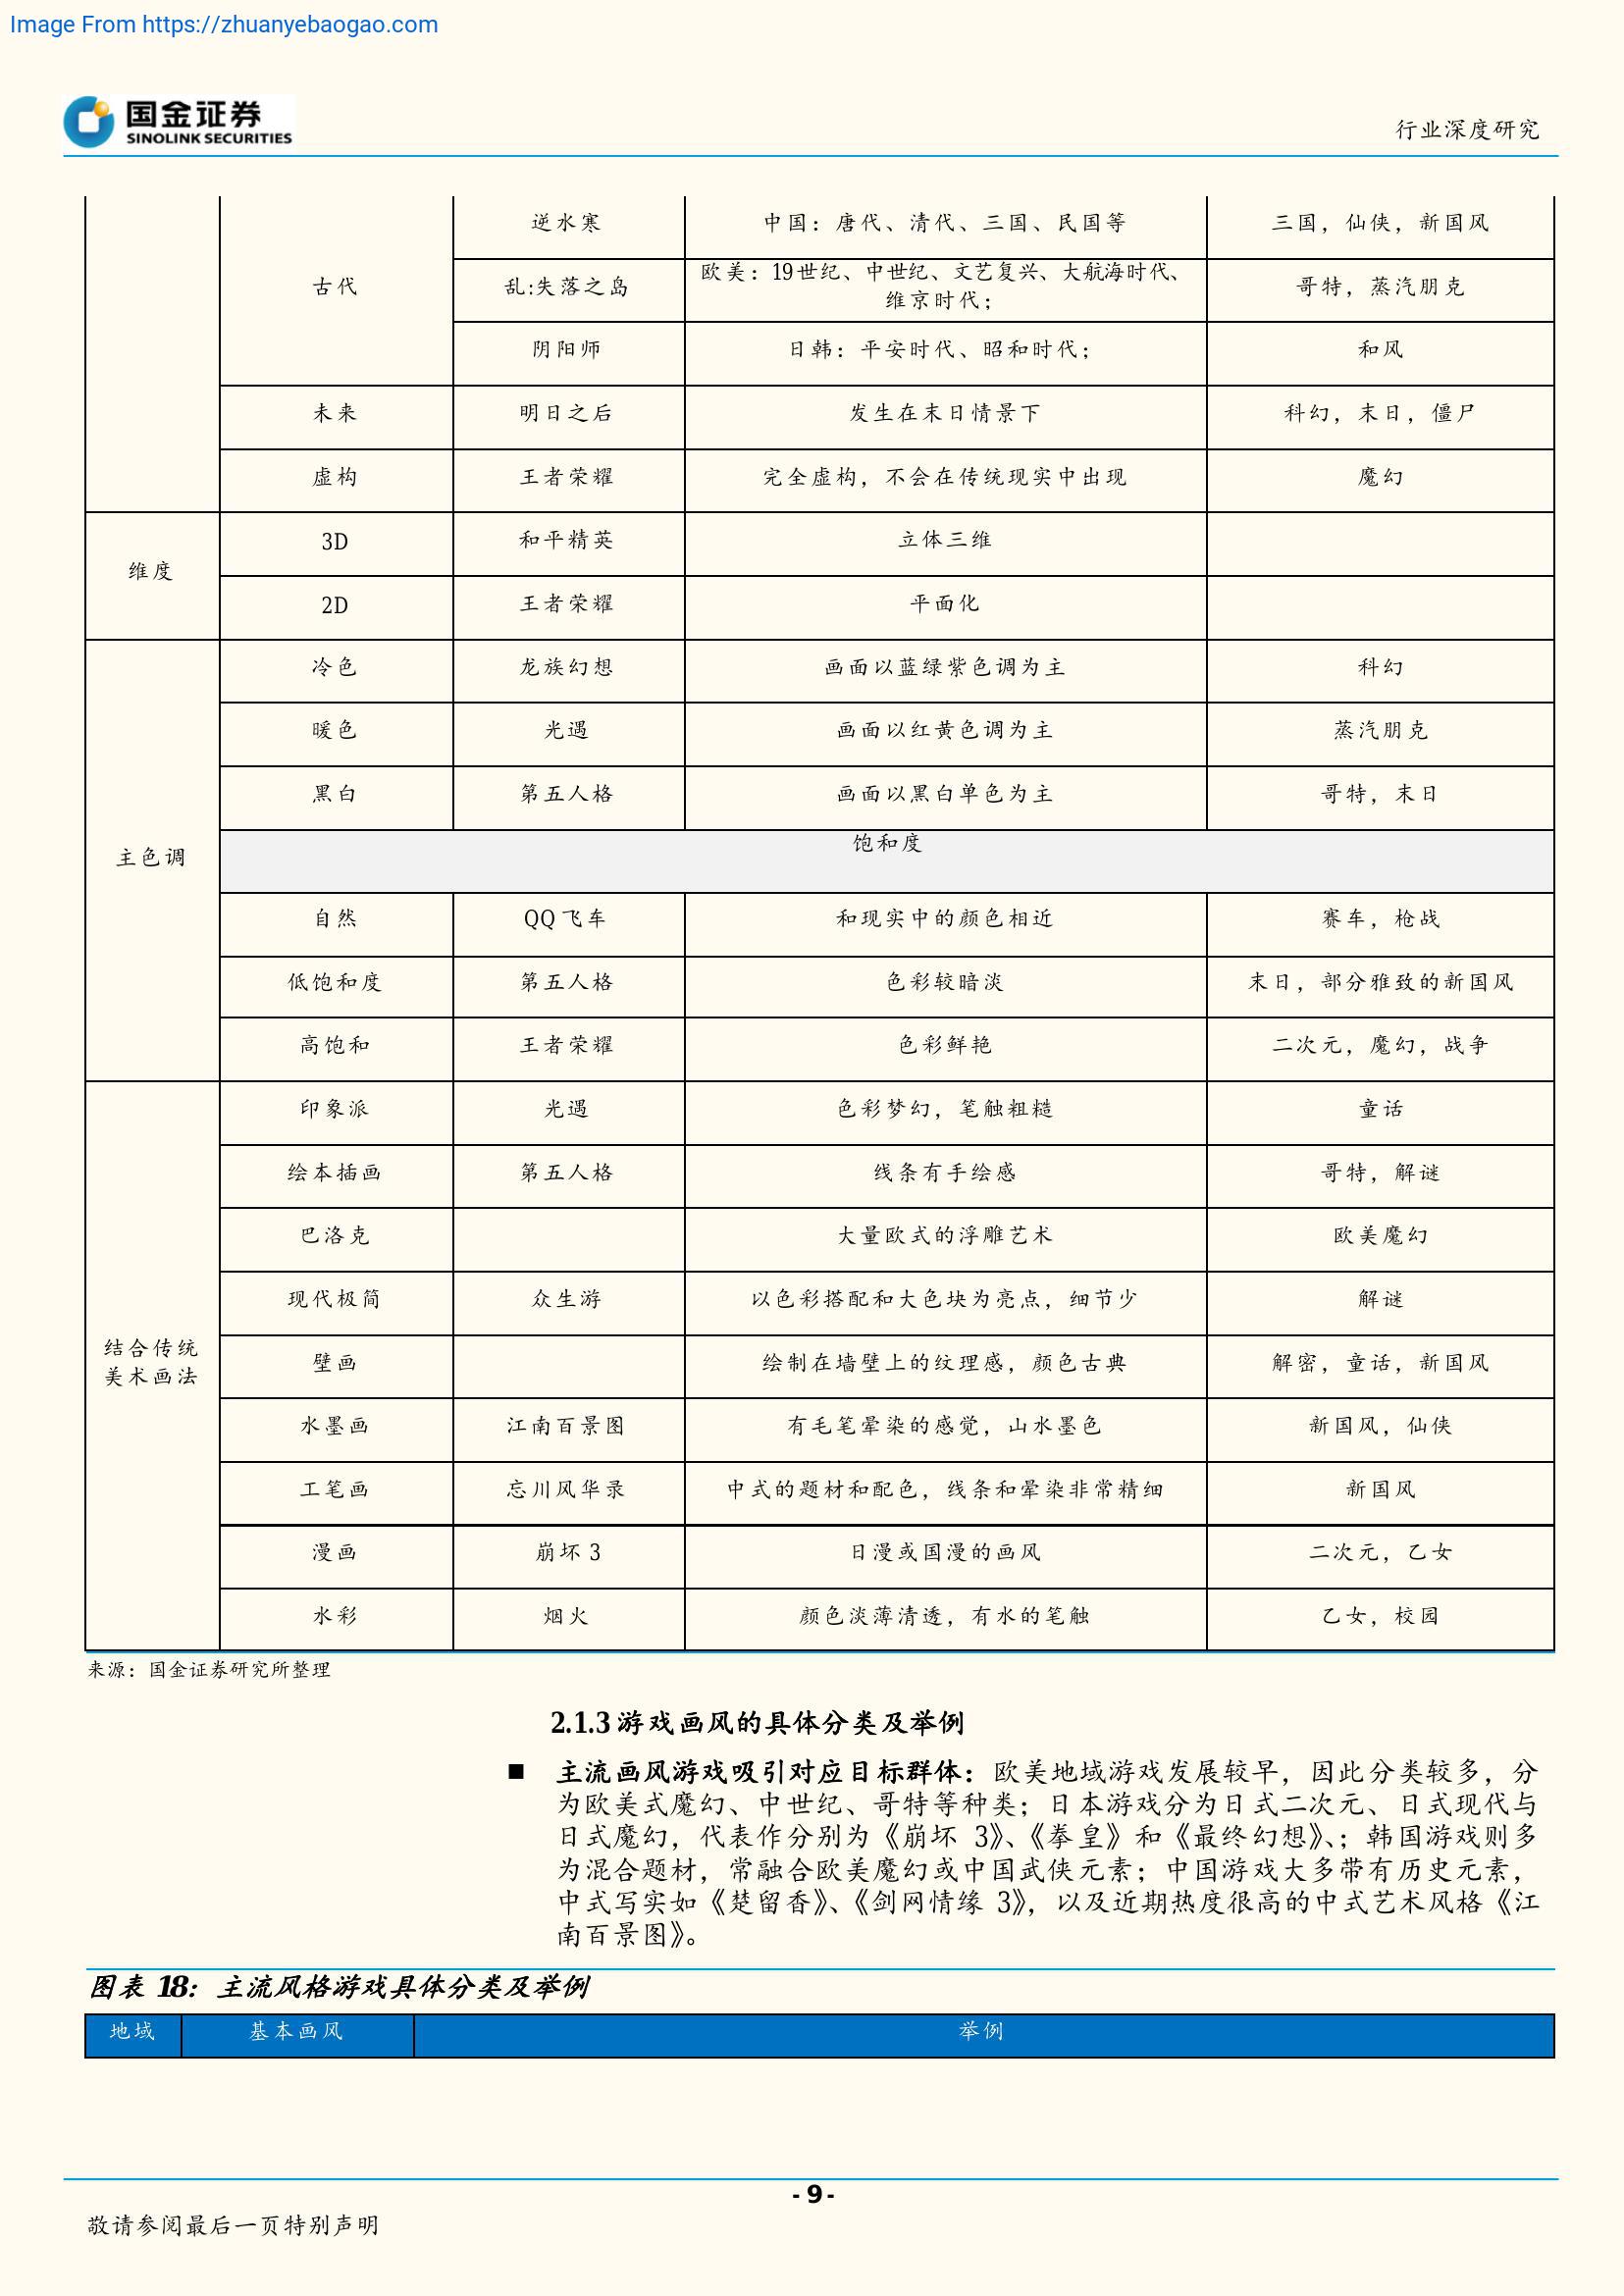 Image From https://zhuanyebaogao.com
国金证券
SINOLINK SECURITIES
行业深度研究
古代
逆水寒
中国：唐代、清代、三国、民国等
三国，仙侠，新国风
乱:失落之岛
欧美：19世纪、中世纪、文艺复兴、大航海时代、
维京时代；
哥特，蒸汽朋克
阴阳师
日韩：平安时代、昭和时代；
和风
未来
明日之后
发生在末日情景下
科幻，末日，僵尸
虚构
王者荣耀
完全虚构，不会在传统现实中出现
魔幻
维度
3D
和平精英
立体三维
2D
王者荣耀
平面化
主色调
冷色
龙族幻想
画面以蓝绿紫色调为主
科幻
暖色
光遇
画面以红黄色调为主
蒸汽朋克
黑白
第五人格
画面以黑白单色为主
哥特，末日
饱和度
自然
QQ飞车
和现实中的颜色相近
赛车，枪战
低饱和度
第五人格
色彩较暗淡
末日，部分雅致的新国风
高饱和
王者荣耀
色彩鲜艳
二次元，魔幻，战争
结合传统
美术画法
印象派
光遇
色彩梦幻，笔触粗糙
童话
绘本插画
第五人格
线条有手绘感
哥特，解谜
巴洛克
大量欧式的浮雕艺术
欧美魔幻
现代极简
众生游
以色彩搭配和大色块为亮点，细节少
解谜
壁画
绘制在墙壁上的纹理感，颜色古典
解密，童话，新国风
水墨画
江南百景图
有毛笔晕染的感觉，山水墨色
新国风，仙侠
工笔画
忘川风华录
中式的题材和配色，线条和晕染非常精细
新国风
漫画
崩坏 3
日漫或国漫的画风
二次元，乙女
水彩
烟火
颜色淡薄清透，有水的笔触
乙女，校园
来源：国金证券研究所整理
2.1.3 游戏画风的具体分类及举例
■ 主流画风游戏吸引对应目标群体：欧美地域游戏发展较早，因此分类较多，分
为欧美式魔幻、中世纪、哥特等种类；日本游戏分为日式二次元、日式现代与
日式魔幻，代表作分别为《崩坏 3》、《拳皇》和《最终幻想》、；韩国游戏则多
为混合题材，常融合欧美魔幻或中国武侠元素；中国游戏大多带有历史元素，
中式写实如《楚留香》、《剑网情缘 3》，以及近期热度很高的中式艺术风格《江
南百景图》。
图表 18：主流风格游戏具体分类及举例
地域
基本画风
举例
- 9 -
敬请参阅最后一页特别声明